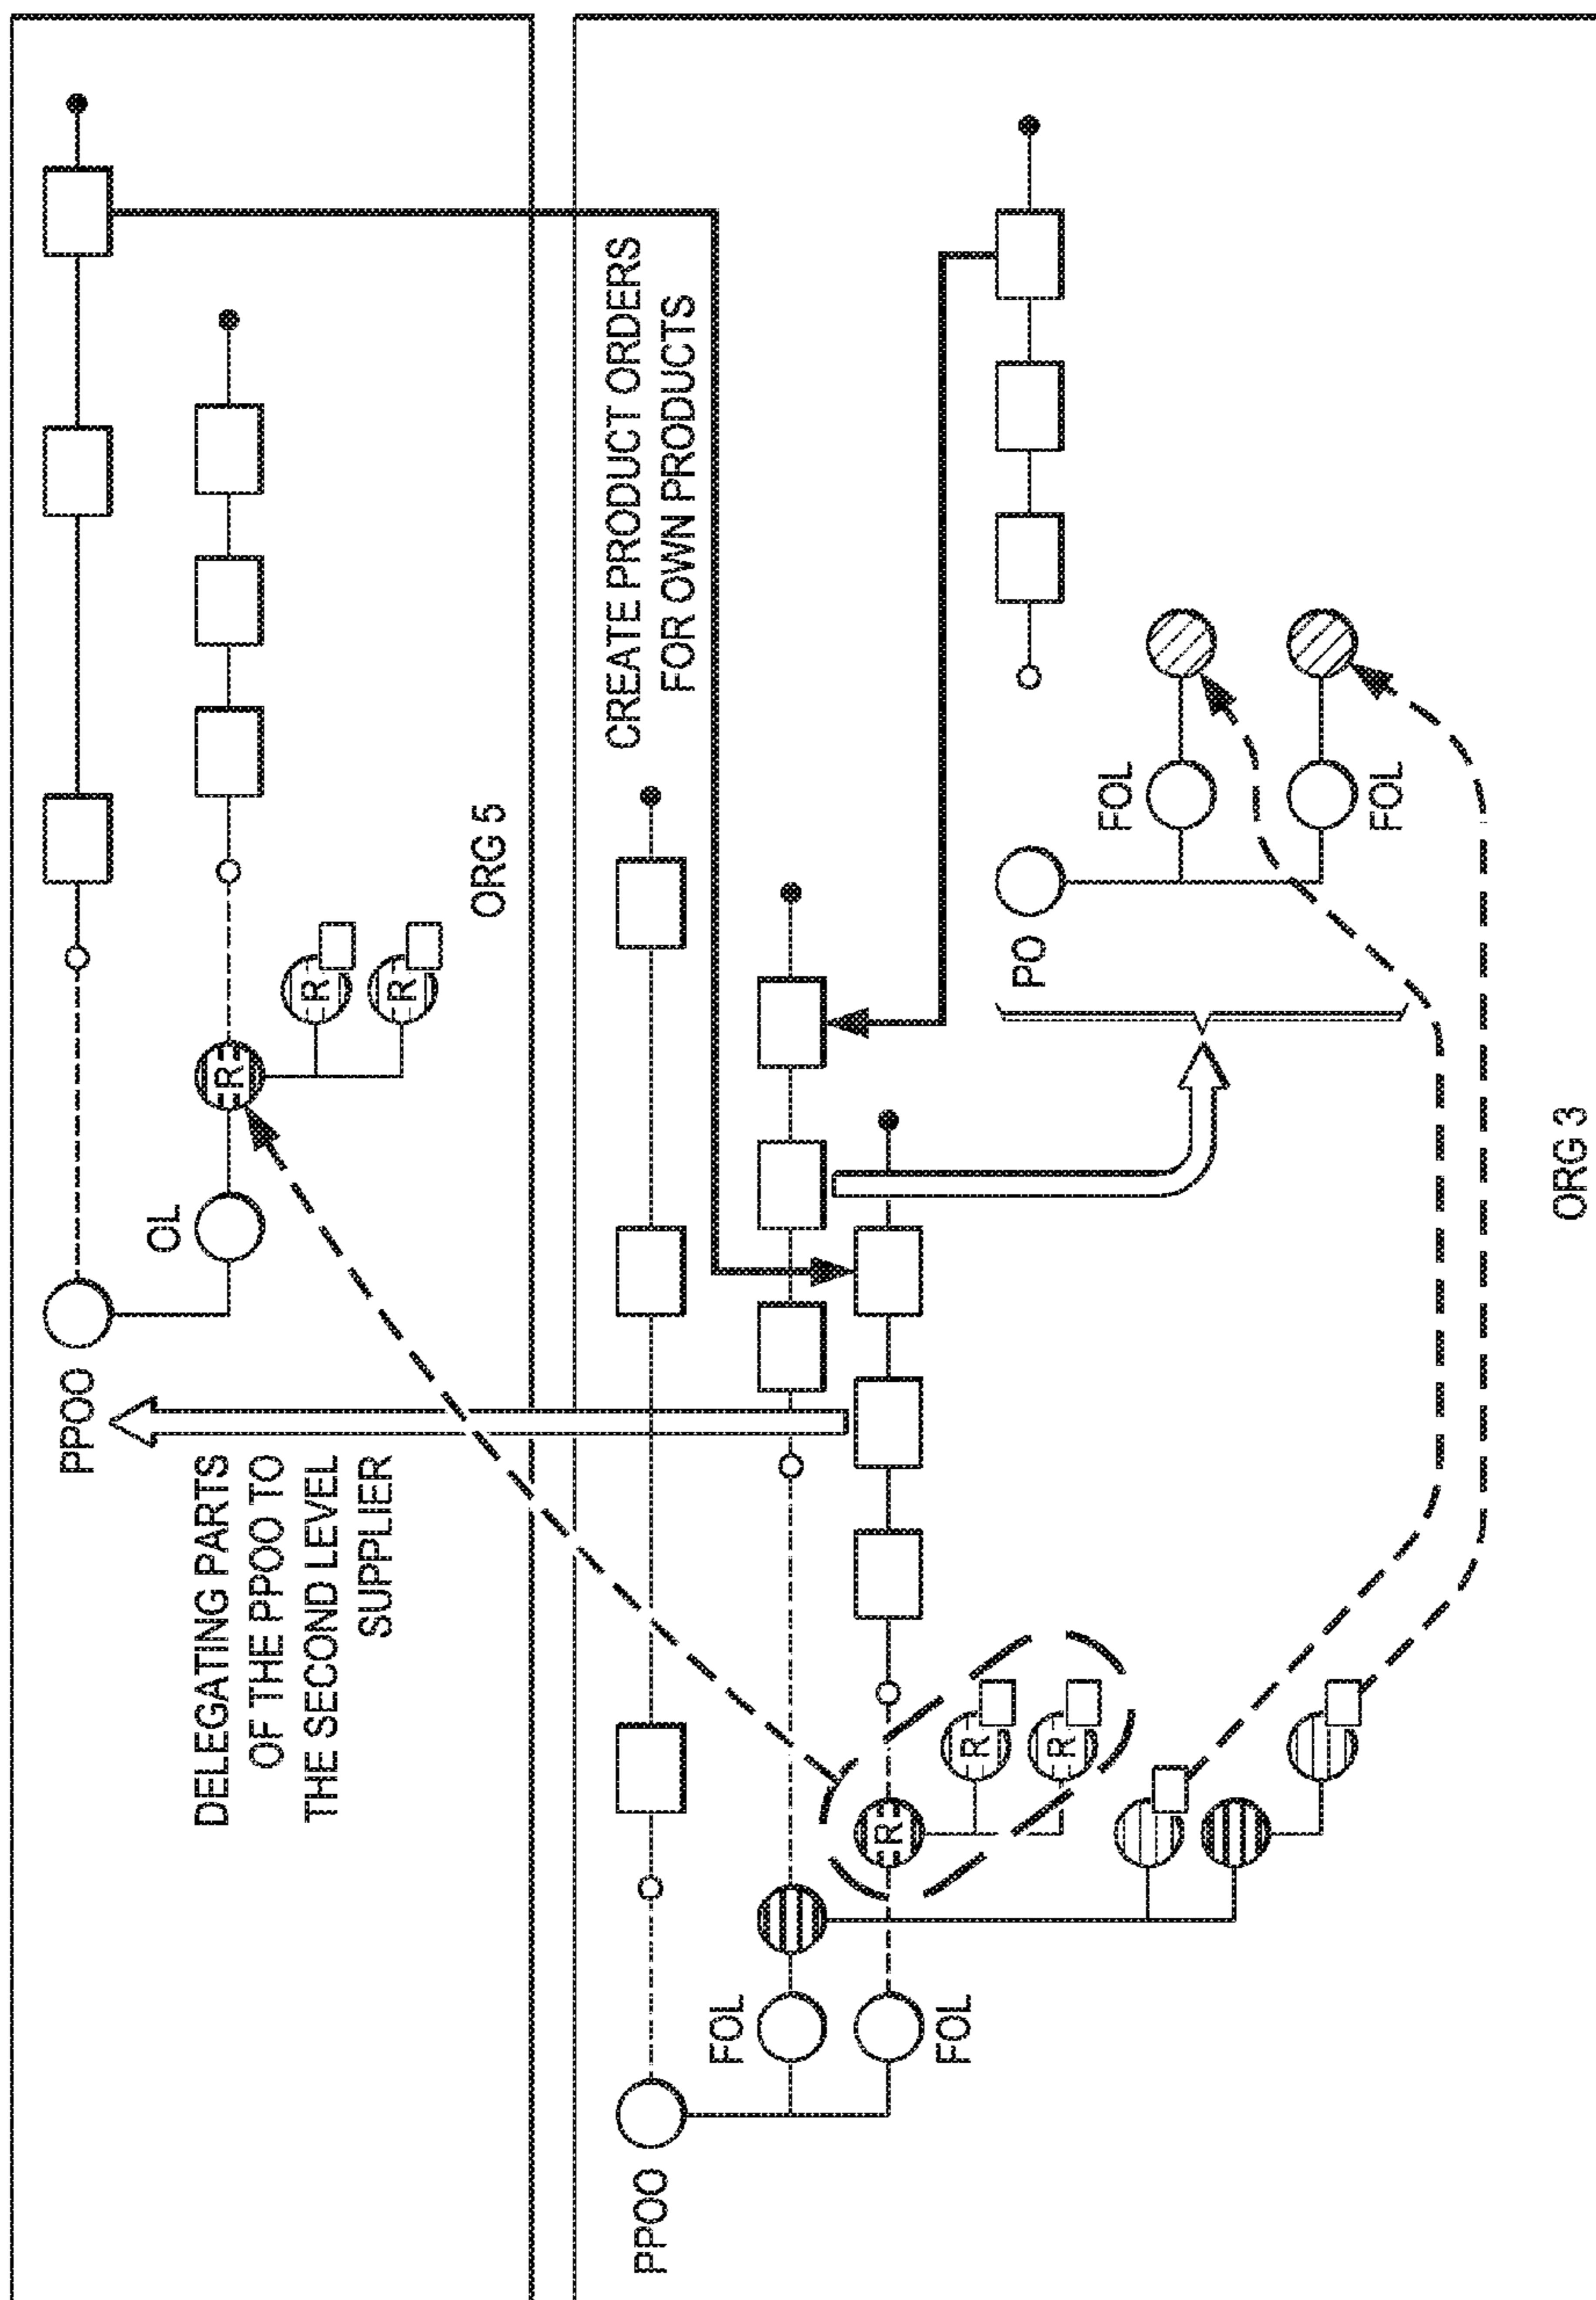 PPOO
OL
R
R
R
ORG 5
DELEGATING PARTS
OF THE PPOO TO
THE SECOND LEVEL
SUPPLIER
CREATE PRODUCT ORDERS
FOR OWN PRODUCTS
PPOO
FOL
FOL
R
R
R
PO
FOL
FOL
ORG 3